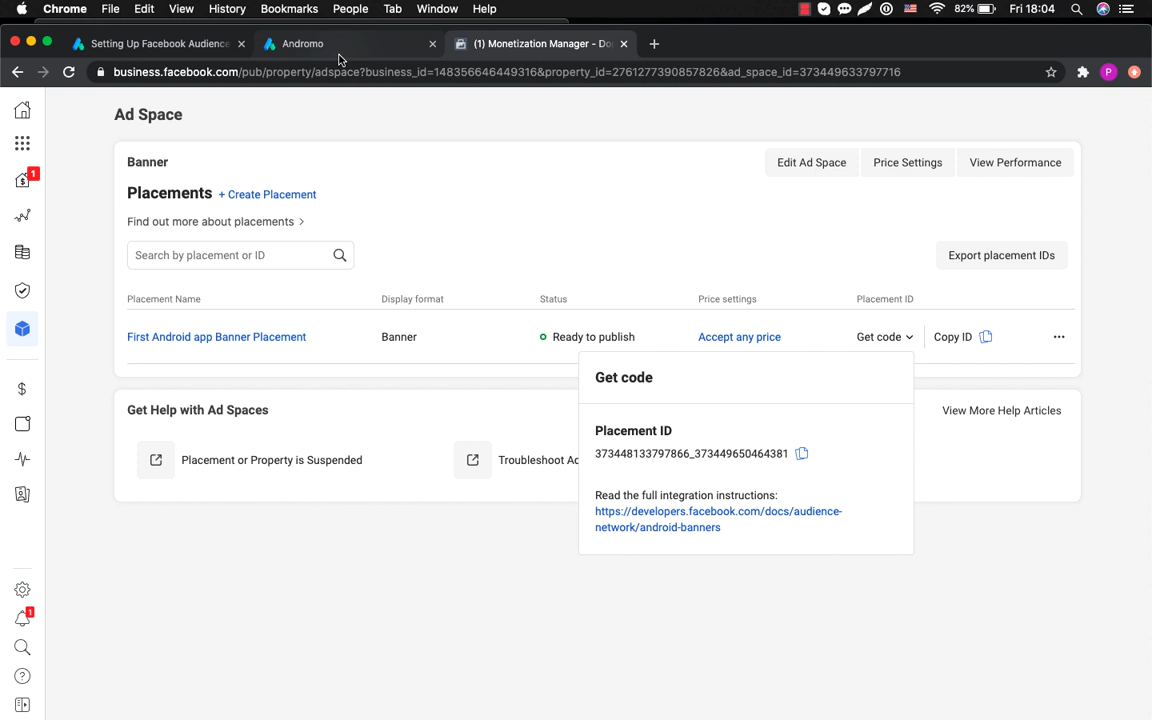 Chrome File Edit View History Bookmarks People Tab Window Help 82% Fri 18:04
Setting Up Facebook Audience Andromo (1) Monetization Manager - Do
business.facebook.com/pub/property/adspace?business_id=148356646449316&property_id=2761277390857826&ad_space_id=373449633797716 P
Ad Space
Banner Edit Ad Space Price Settings View Performance
1
Placements + Create Placement
Find out more about placements
Search by placement or ID Export placement IDs
Placement Name Display format Status Price settings Placement ID
First Android app Banner Placement Banner Ready to publish Accept any price Get code Copy ID
Get code
Get Help with Ad Spaces View More Help Articles
Placement ID
373448133797866_373449650464381
Placement or Property is Suspended Troubleshoot Ad
Read the full integration instructions:
https://developers.facebook.com/docs/audience-
network/android-banners
1